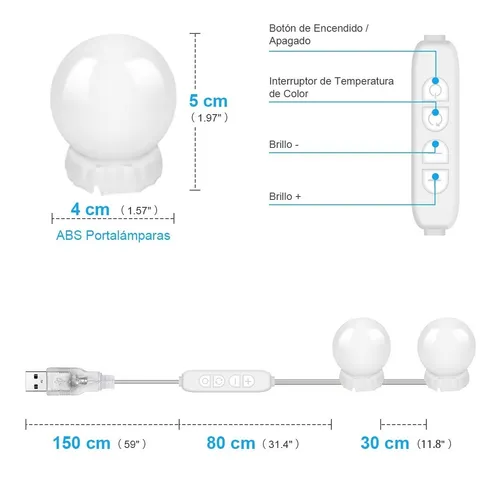 Botón de Encendido /
Apagado
Interruptor de Temperatura
de Color
Brillo -
Brillo +
5 cm
(1.97")
4 cm (1.57")
ABS Portalámparas
150 cm (59")
80 cm (31.4")
30 cm (11.8")